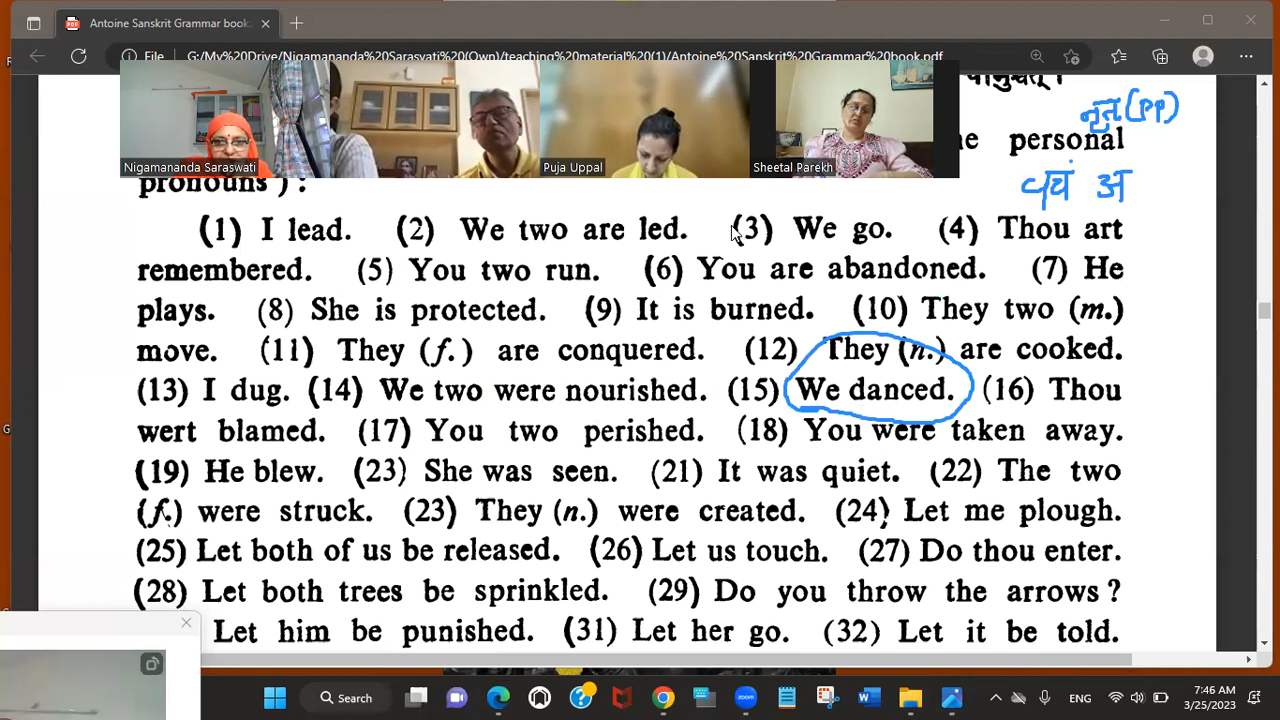 Antoine Sanskrit Grammar book.
File G:/My%20Drive/Nigamananda%20Sarasvati%20(Own)/teaching%20material%20(1)/Antoine%20Sanskrit%20Grammar%20book.pdf
Nigamananda Saraswati
Puja Uppal
Sheetal Parekh
(PP)
personal
pronouns ) :
(1) I lead. (2) We two are led. (3) We go. (4) Thou art
remembered. (5) You two run. (6) You are abandoned. (7) He
plays. (8) She is protected. (9) It is burned. (10) They two (m.)
move. (11) They (f.) are conquered. (12) They (n.) are cooked.
(13) I dug. (14) We two were nourished. (15) We danced. (16) Thou
wert blamed. (17) You two perished. (18) You were taken away.
(19) He blew. (23) She was seen. (21) It was quiet. (22) The two
(f.) were struck. (23) They (n.) were created. (24) Let me plough.
(25) Let both of us be released. (26) Let us touch. (27) Do thou enter.
(28) Let both trees be sprinkled. (29) Do you throw the arrows ?
Let him be punished. (31) Let her go. (32) Let it be told.
Search
zoom
ENG
7:46 AM
3/25/2023